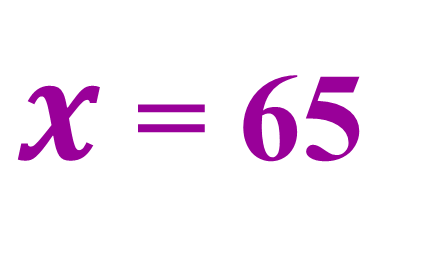 x = 65